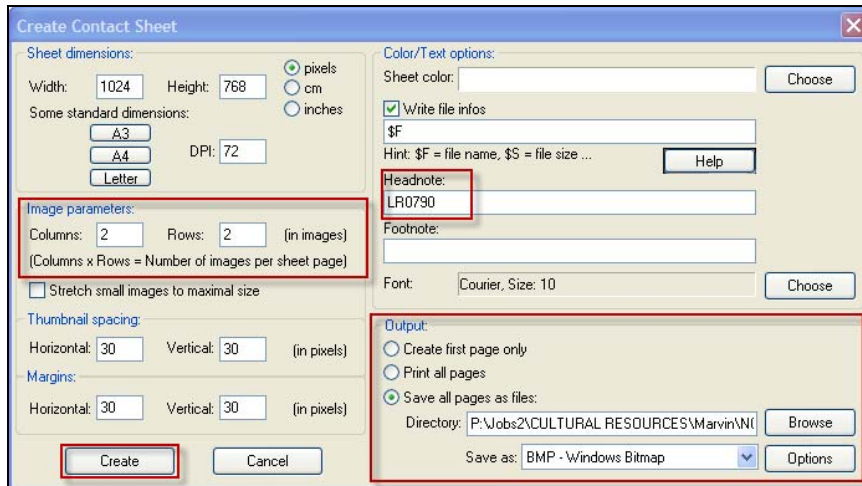 Create Contact Sheet
Sheet dimensions:
Width: 1024 Height: 768
pixels
cm
inches
Some standard dimensions:
A3
A4
Letter
DPI: 72
Image parameters:
Columns: 2 Rows: 2 (in images)
(Columns x Rows = Number of images per sheet page)
Stretch small images to maximal size
Thumbnail spacing:
Horizontal: 30 Vertical: 30 (in pixels)
Margins:
Horizontal: 30 Vertical: 30 (in pixels)
Create Cancel
Color/Text options:
Sheet color: Choose
Write file infos
$F
Hint: $F = file name, $S = file size ... Help
Headnote:
LR0790
Footnote:
Font: Courier, Size: 10 Choose
Output:
Create first page only
Print all pages
Save all pages as files:
Directory: P:\Jobs2\CULTURAL RESOURCES\Marvin\N( Browse
Save as: BMP - Windows Bitmap Options